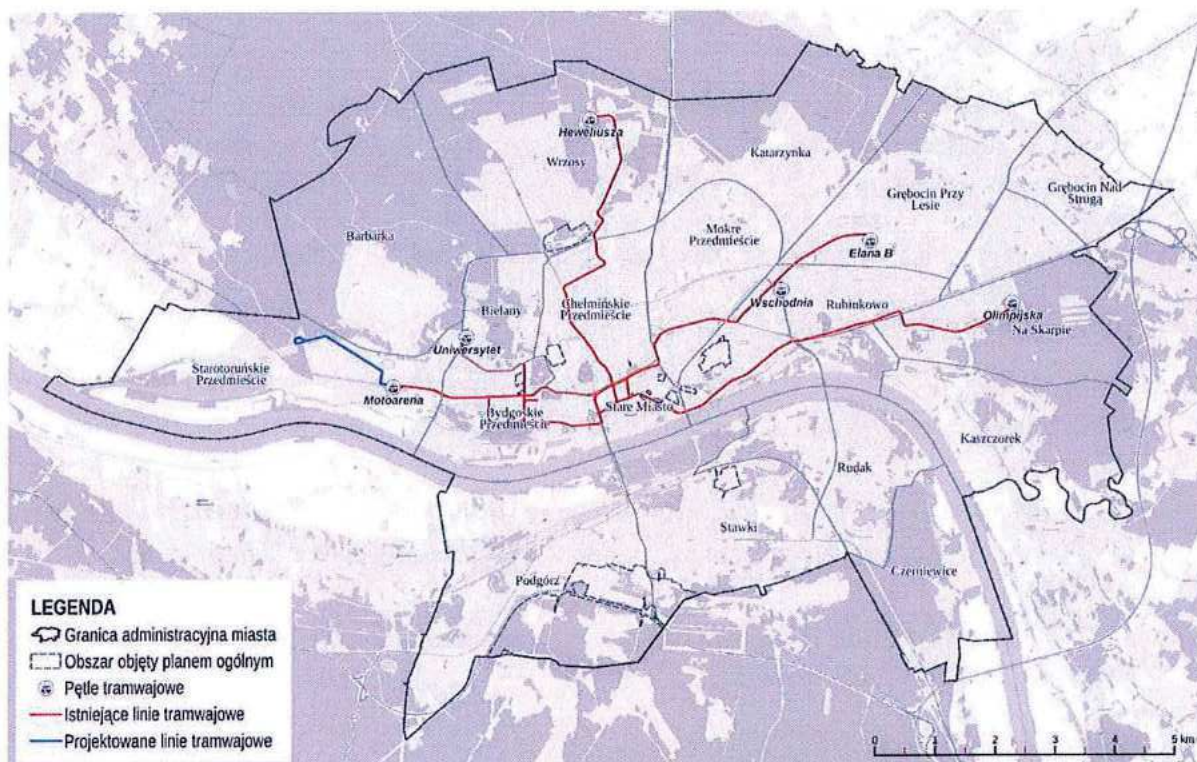 Heweliusza
Wrzosy
Katarzynka
Grębocin Przy
Lesie
Grębocin Nad
Strugą
Barbarka
Mokre
Przedmieście
Elana B
Wschodnia
Bielany
Chełmińskie
Przedmieście
Rubinkowo
Olimpijska
Na Skarpie
Uniwersytet
Starotoruńskie
Przedmieście
Motoarena
Bydgoskie
Przedmieście
Stare Miasto
Kaszczorek
Rudak
Stawki
Czerniewice
Podgórz
LEGENDA
Granica administracyjna miasta
Obszar objęty planem ogólnym
Pętle tramwajowe
Istniejące linie tramwajowe
Projektowane linie tramwajowe
0 1 2 3 4 5 km